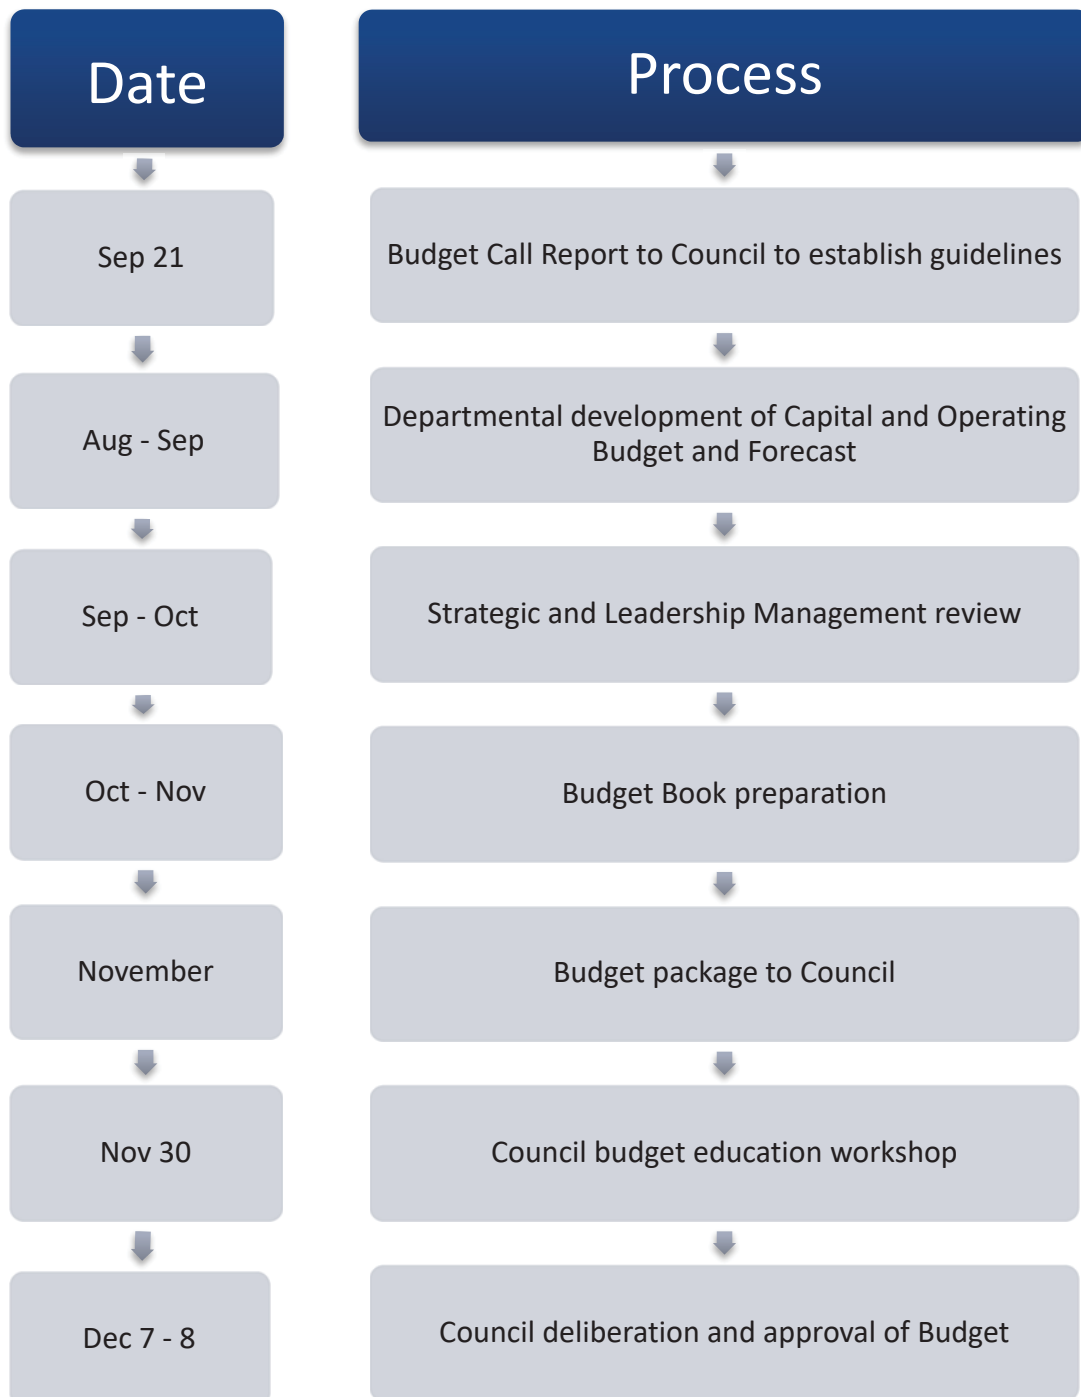 Date
Process
Sep 21
Budget Call Report to Council to establish guidelines
Aug - Sep
Departmental development of Capital and Operating
Budget and Forecast
Sep - Oct
Strategic and Leadership Management review
Oct - Nov
Budget Book preparation
November
Budget package to Council
Nov 30
Council budget education workshop
Dec 7 - 8
Council deliberation and approval of Budget